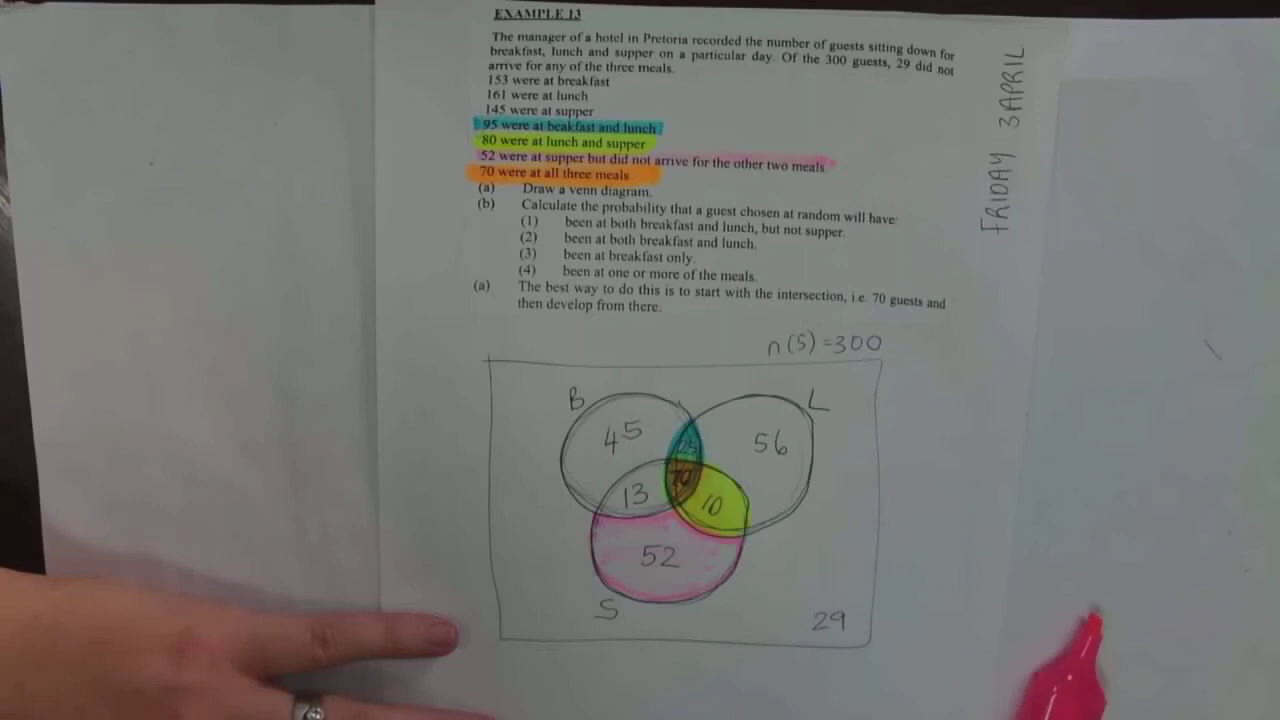 EXAMPLE 13
The manager of a hotel in Pretoria recorded the number of guests sitting down for
breakfast, lunch and supper on a particular day. Of the 300 guests, 29 did not
arrive for any of the three meals.
153 were at breakfast
161 were at lunch
145 were at supper
95 were at beakfast and lunch
80 were at lunch and supper
52 were at supper but did not arrive for the other two meals
70 were at all three meals
(a) Draw a venn diagram.
(b) Calculate the probability that a guest chosen at random will have:
(1) been at both breakfast and lunch, but not supper.
(2) been at both breakfast and lunch.
(3) been at breakfast only.
(4) been at one or more of the meals.
(a) The best way to do this is to start with the intersection, i.e. 70 guests and
then develop from there.
FRIDAY 3 APRIL
n(S) = 300
B
L
45
25
56
70
13
10
52
S
29